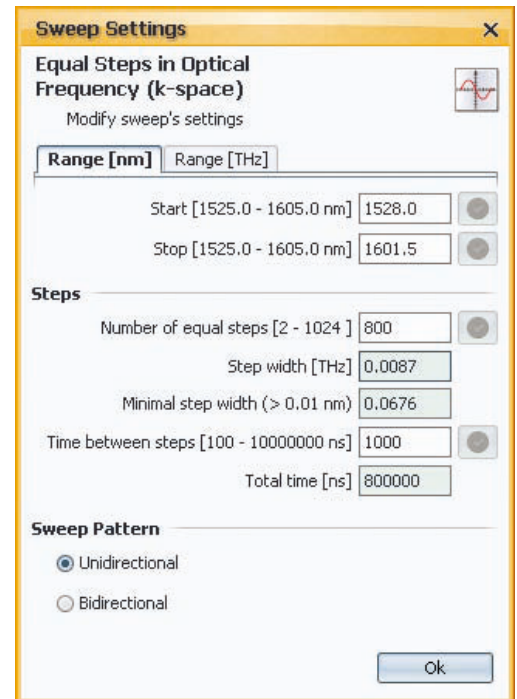 Sweep Settings
Equal Steps in Optical
Frequency (k-space)
Modify sweep's settings
Range [nm] Range [THz]
Start [1525.0 - 1605.0 nm] 1528.0
Stop [1525.0 - 1605.0 nm] 1601.5
Steps
Number of equal steps [2 - 1024 ] 800
Step width [THz] 0.0087
Minimal step width (> 0.01 nm) 0.0676
Time between steps [100 - 10000000 ns] 1000
Total time [ns] 800000
Sweep Pattern
Unidirectional
Bidirectional
Ok